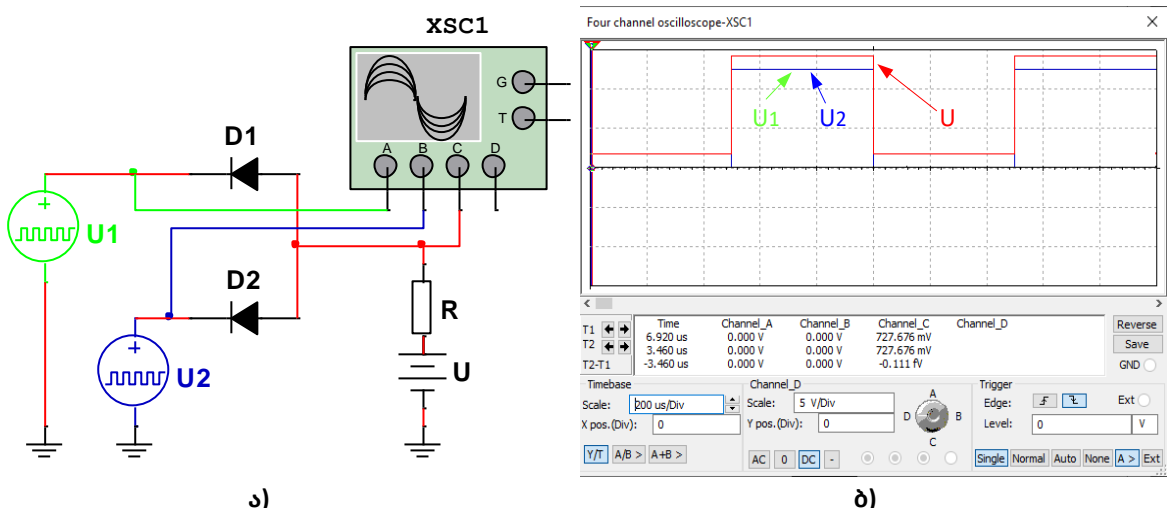 XSC1
G
T
A B C D
D1
U1
D2
R
U2
U
ა)
Four channel oscilloscope-XSC1
U1 U2 U
Time Channel_A Channel_B Channel_C Channel_D
T1 6.920 us 0.000 V 0.000 V 727.676 mV
T2 3.460 us 0.000 V 0.000 V 727.676 mV
T2-T1 -3.460 us 0.000 V 0.000 V -0.111 fV
Reverse
Save
GND
Timebase
Scale: 200 us/Div
X pos.(Div): 0
Y/T A/B > A+B >
Channel_D
Scale: 5 V/Div
Y pos.(Div): 0
AC 0 DC -
A
D B
C
Trigger
Edge: Ext
Level: 0 V
Single Normal Auto None A > Ext
ბ)